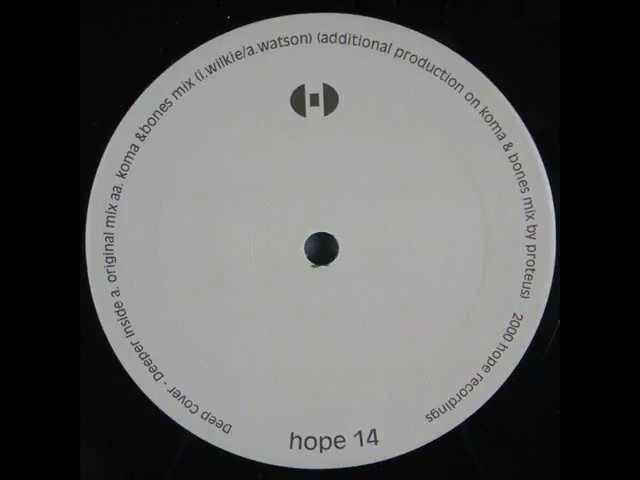 Deep Cover - Deeper Inside a. original mix aa. koma &bones mix (i.wilkie/a.watson) (additional production on koma & bones mix by proteus) 2000 hope recordings
hope 14